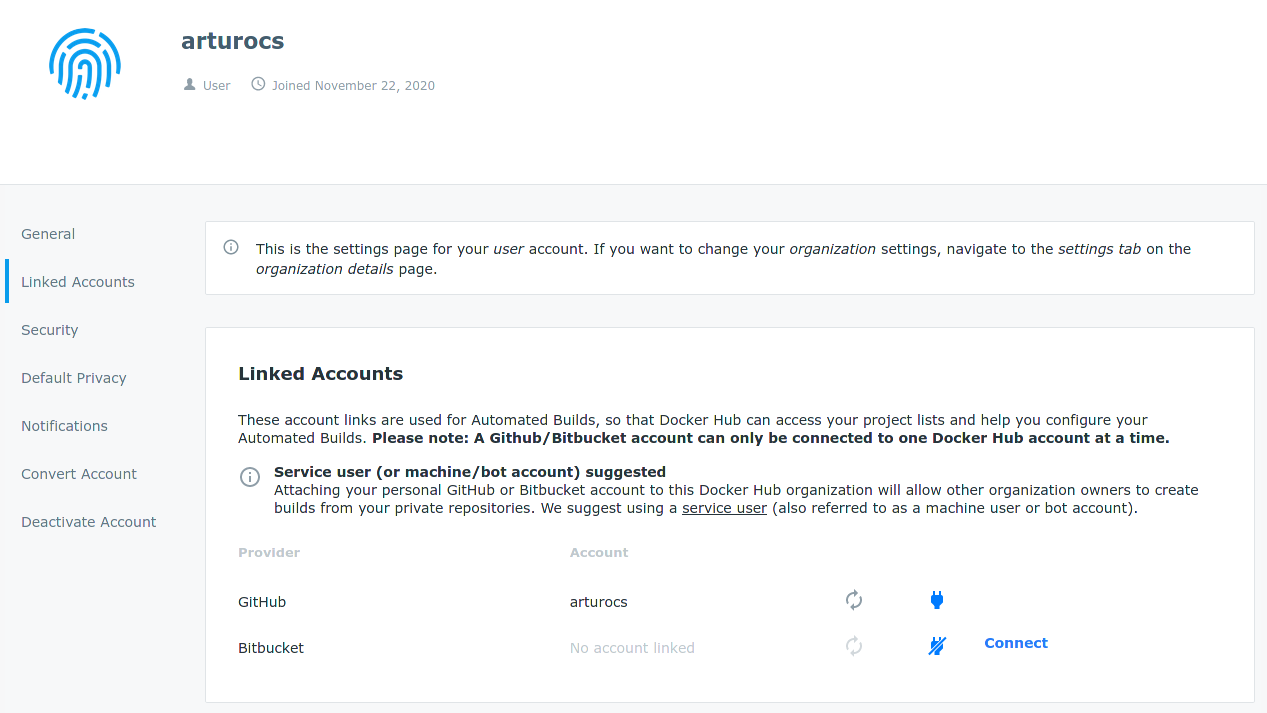 arturocs
User Joined November 22, 2020
General
Linked Accounts
Security
Default Privacy
Notifications
Convert Account
Deactivate Account
This is the settings page for your user account. If you want to change your organization settings, navigate to the settings tab on the
organization details page.
Linked Accounts
These account links are used for Automated Builds, so that Docker Hub can access your project lists and help you configure your
Automated Builds. Please note: A Github/Bitbucket account can only be connected to one Docker Hub account at a time.
Service user (or machine/bot account) suggested
Attaching your personal GitHub or Bitbucket account to this Docker Hub organization will allow other organization owners to create
builds from your private repositories. We suggest using a service user (also referred to as a machine user or bot account).
Provider Account
GitHub arturocs
Bitbucket No account linked Connect